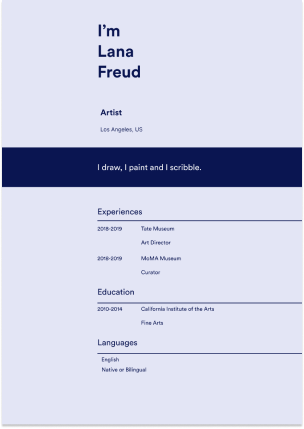 I'm
Lana
Freud
Artist
Los Angeles, US
I draw, I paint and I scribble.
Experiences
2018-2019 Tate Museum
Art Director
2018-2019 MoMA Museum
Curator
Education
2010-2014 California Institute of the Arts
Fine Arts
Languages
English
Native or Bilingual